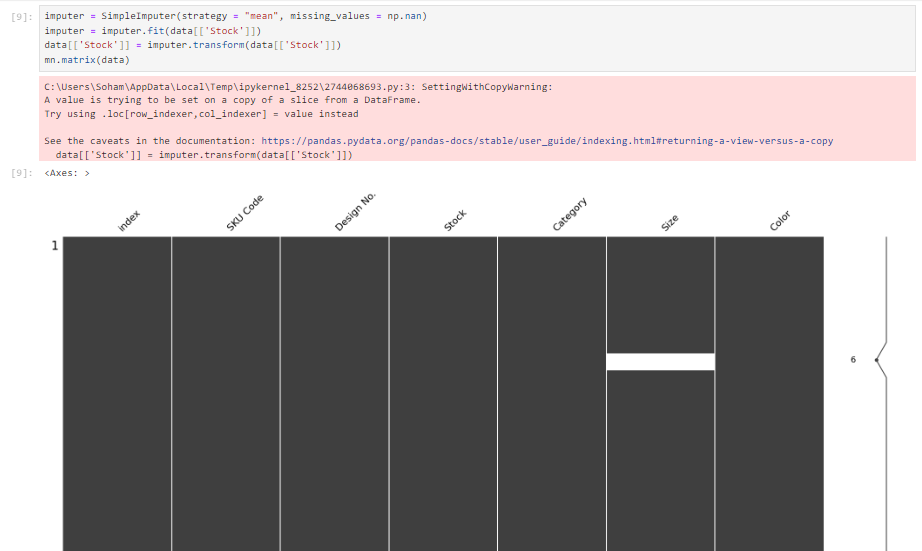 [9]: imputer = SimpleImputer(strategy = "mean", missing_values = np.nan)
imputer = imputer.fit(data[['Stock']])
data[['Stock']] = imputer.transform(data[['Stock']])
mn.matrix(data)
C:\Users\Soham\AppData\Local\Temp\ipykernel_8252\2744068693.py:3: SettingWithCopyWarning:
A value is trying to be set on a copy of a slice from a DataFrame.
Try using .loc[row_indexer,col_indexer] = value instead
See the caveats in the documentation: https://pandas.pydata.org/pandas-docs/stable/user_guide/indexing.html#returning-a-view-versus-a-copy
data[['Stock']] = imputer.transform(data[['Stock']])
[9]: <Axes: >
index SKU Code Design No. Stock Category Size Color
1
6